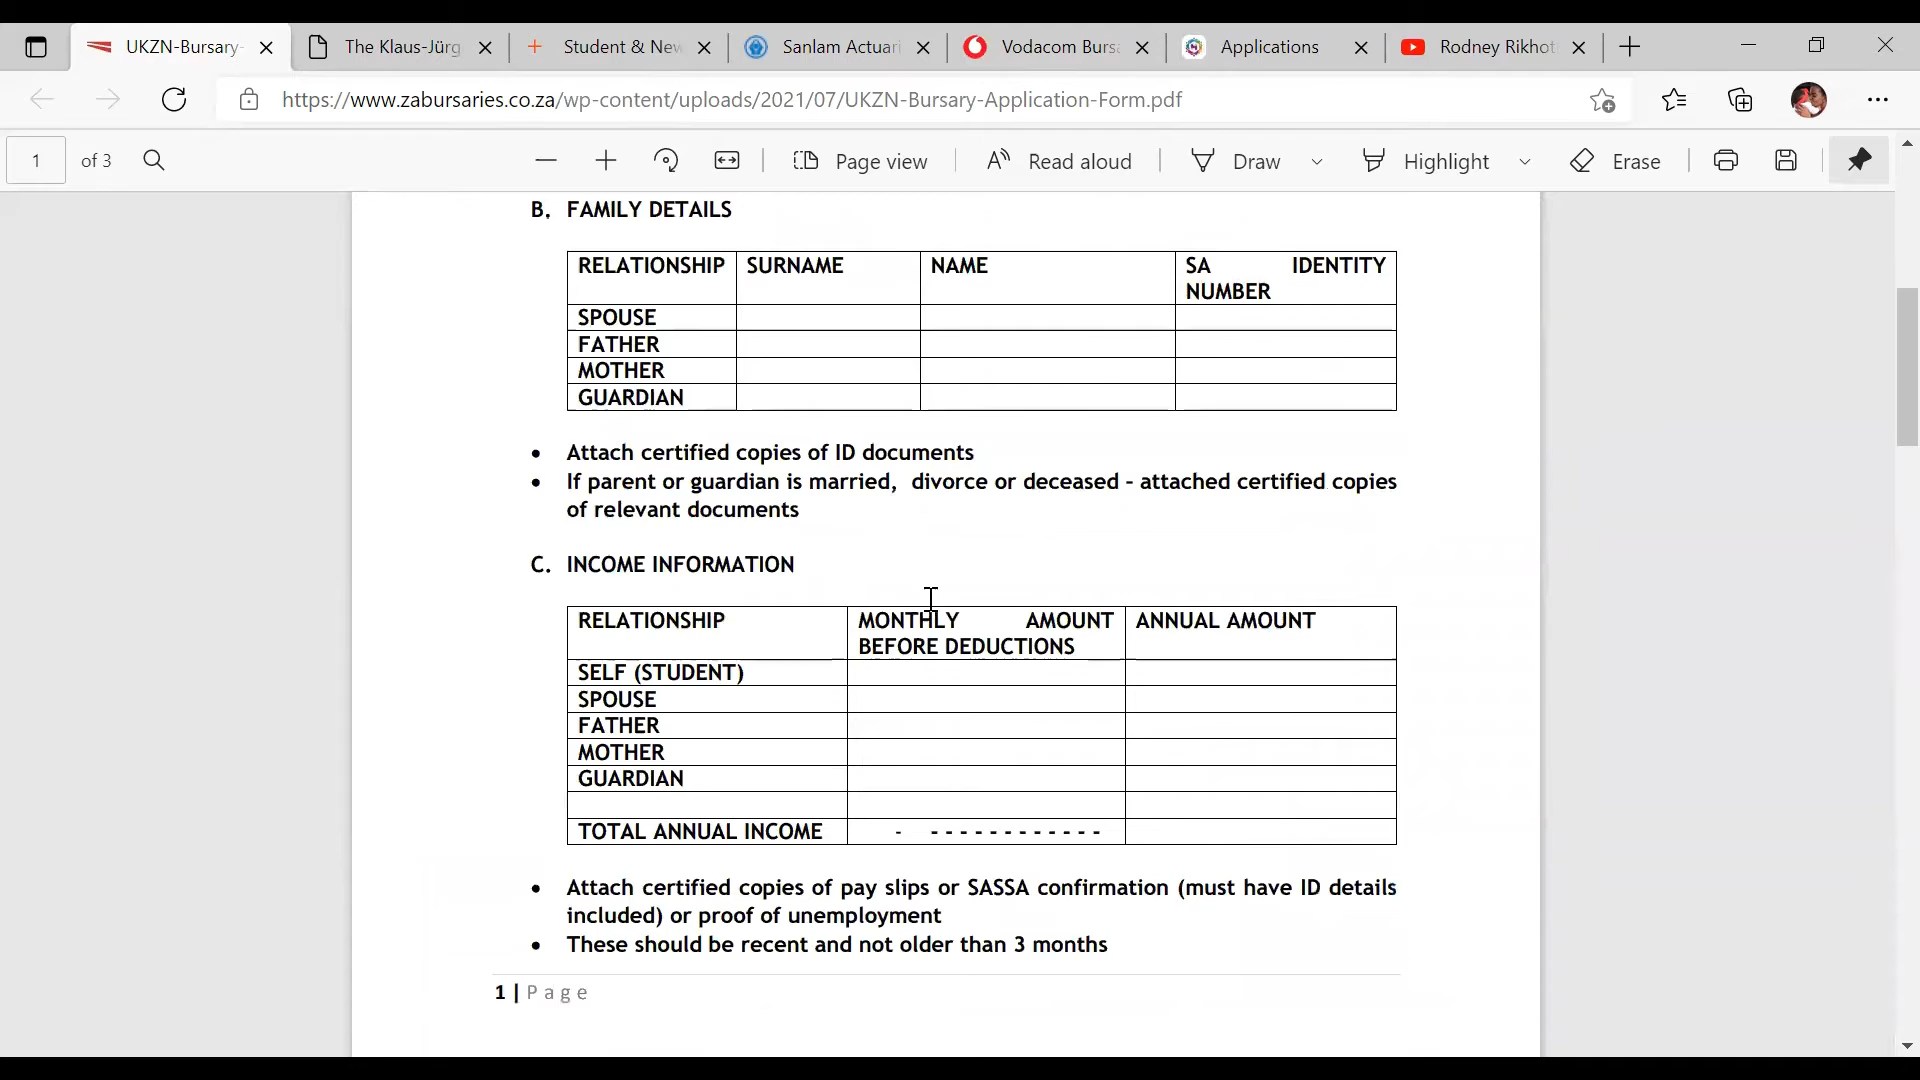 UKZN-Bursary-
The Klaus-Jürg
Student & Nev
Sanlam Actuari
Vodacom Bursa
Applications
Rodney Rikhot
https://www.zabursaries.co.za/wp-content/uploads/2021/07/UKZN-Bursary-Application-Form.pdf
1 of 3
Page view
Read aloud
Draw
Highlight
Erase
B. FAMILY DETAILS
RELATIONSHIP SURNAME NAME SA IDENTITY
NUMBER
SPOUSE
FATHER
MOTHER
GUARDIAN
• Attach certified copies of ID documents
• If parent or guardian is married, divorce or deceased – attached certified copies
of relevant documents
C. INCOME INFORMATION
RELATIONSHIP MONTHLY AMOUNT ANNUAL AMOUNT
BEFORE DEDUCTIONS
SELF (STUDENT)
SPOUSE
FATHER
MOTHER
GUARDIAN
TOTAL ANNUAL INCOME - - - - - - - - - - - - -
• Attach certified copies of pay slips or SASSA confirmation (must have ID details
included) or proof of unemployment
• These should be recent and not older than 3 months
1 | Page